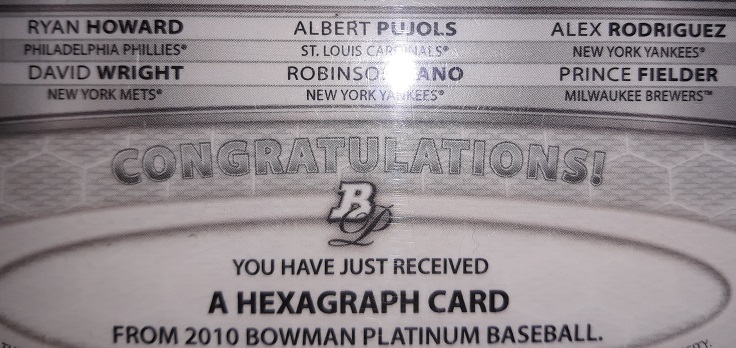 RYAN HOWARD ALBERT PUJOLS ALEX RODRIGUEZ
PHILADELPHIA PHILLIES® ST. LOUIS CARDINALS® NEW YORK YANKEES®
DAVID WRIGHT PRINCE FIELDER
NEW YORK METS® NEW YORK YANKEES® MILWAUKEE BREWERS™
CONGRATULATIONS!
BP
YOU HAVE JUST RECEIVED
A HEXAGRAPH CARD
FROM 2010 BOWMAN PLATINUM BASEBALL.